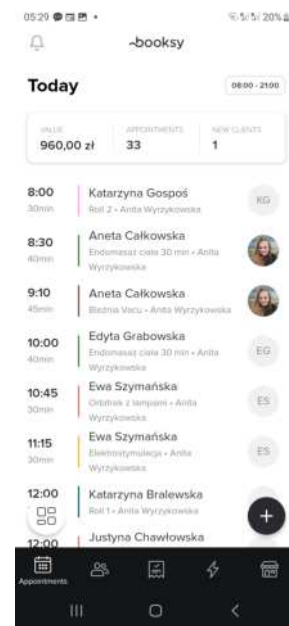 05:29
20%
booksy
Today
08:00 - 21:00
VALUE
APPOINTMENTS
NEW CLIENTS
960,00 zł
33
1
8:00
Katarzyna Gospoś
KG
30min
Roll 2 • Anita Wyrzykowska
8:30
Aneta Całkowska
40min
Endomasaż ciała 30 min • Anita
Wyrzykowska
9:10
Aneta Całkowska
45min
Bieżnia Vacu • Anita Wyrzykowska
10:00
Edyta Grabowska
EG
40min
Endomasaż ciała 30 min • Anita
Wyrzykowska
10:45
Ewa Szymańska
ES
30min
Orbitrek z lampami • Anita
Wyrzykowska
11:15
Ewa Szymańska
ES
30min
Elektrostymulacja • Anita
Wyrzykowska
12:00
Katarzyna Bralewska
Roll 1 • Anita Wyrzykowska
12:00
Justyna Chawłowska
Appointments